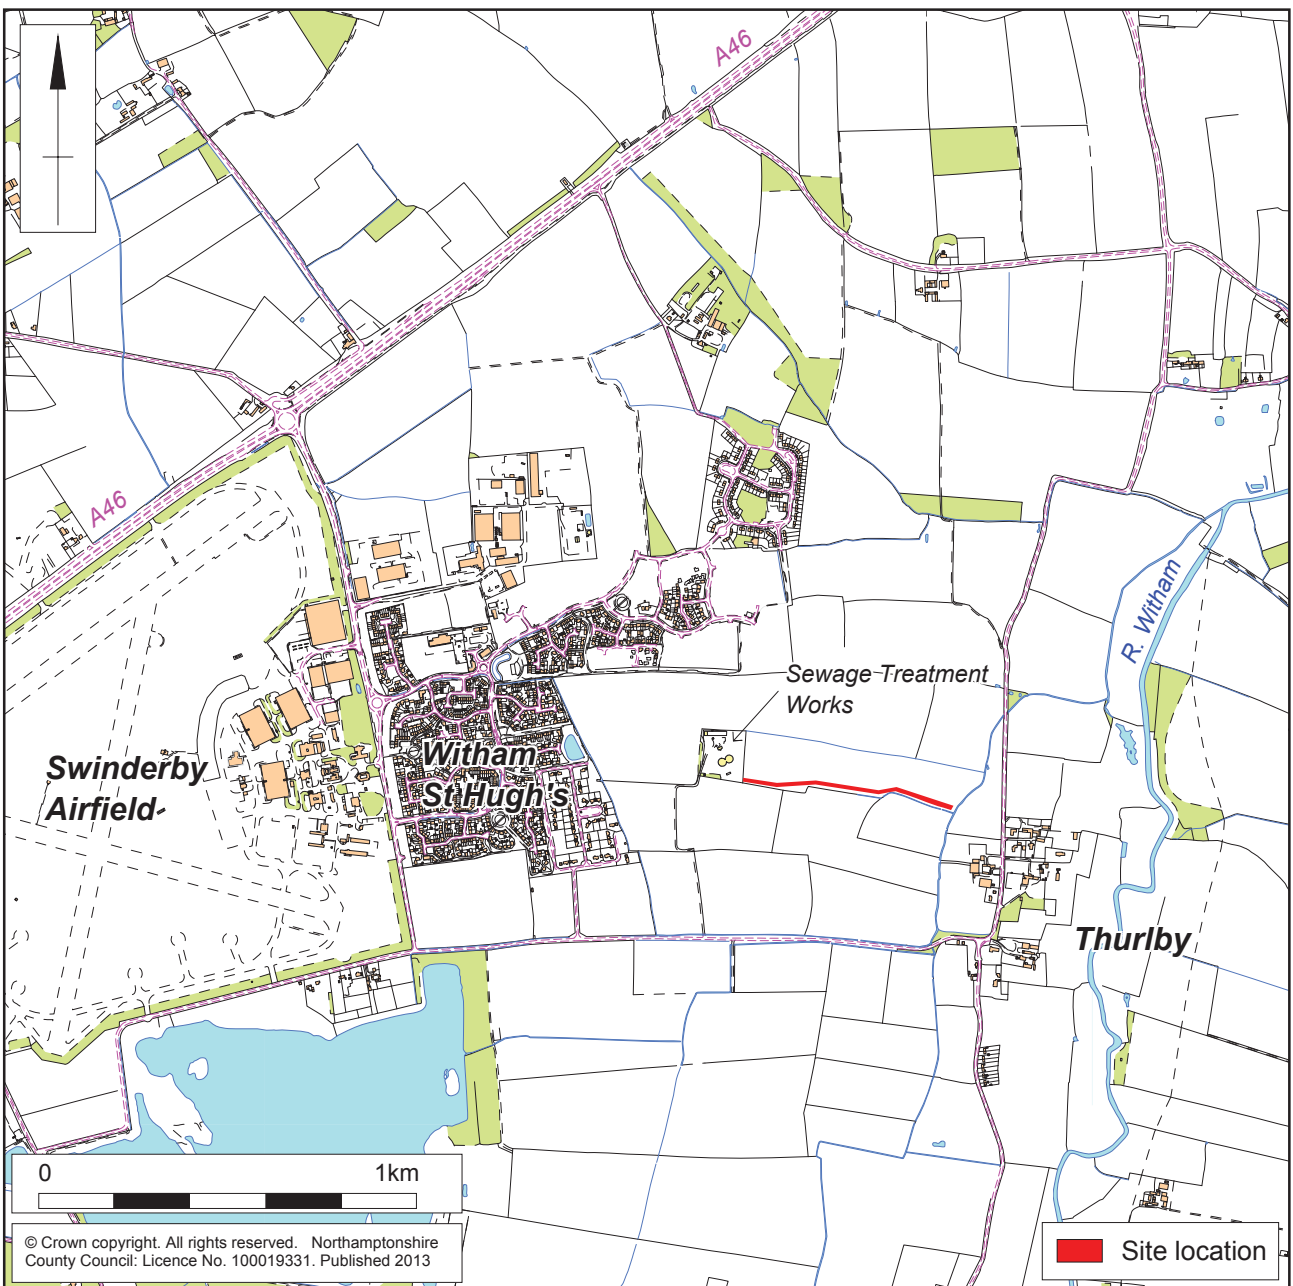 A46
A46
R. Witham
Sewage Treatment
Works
Swinderby
Airfield
Witham
St Hugh's
Thurlby
0 1km
© Crown copyright. All rights reserved. Northamptonshire
County Council: Licence No. 100019331. Published 2013
Site location